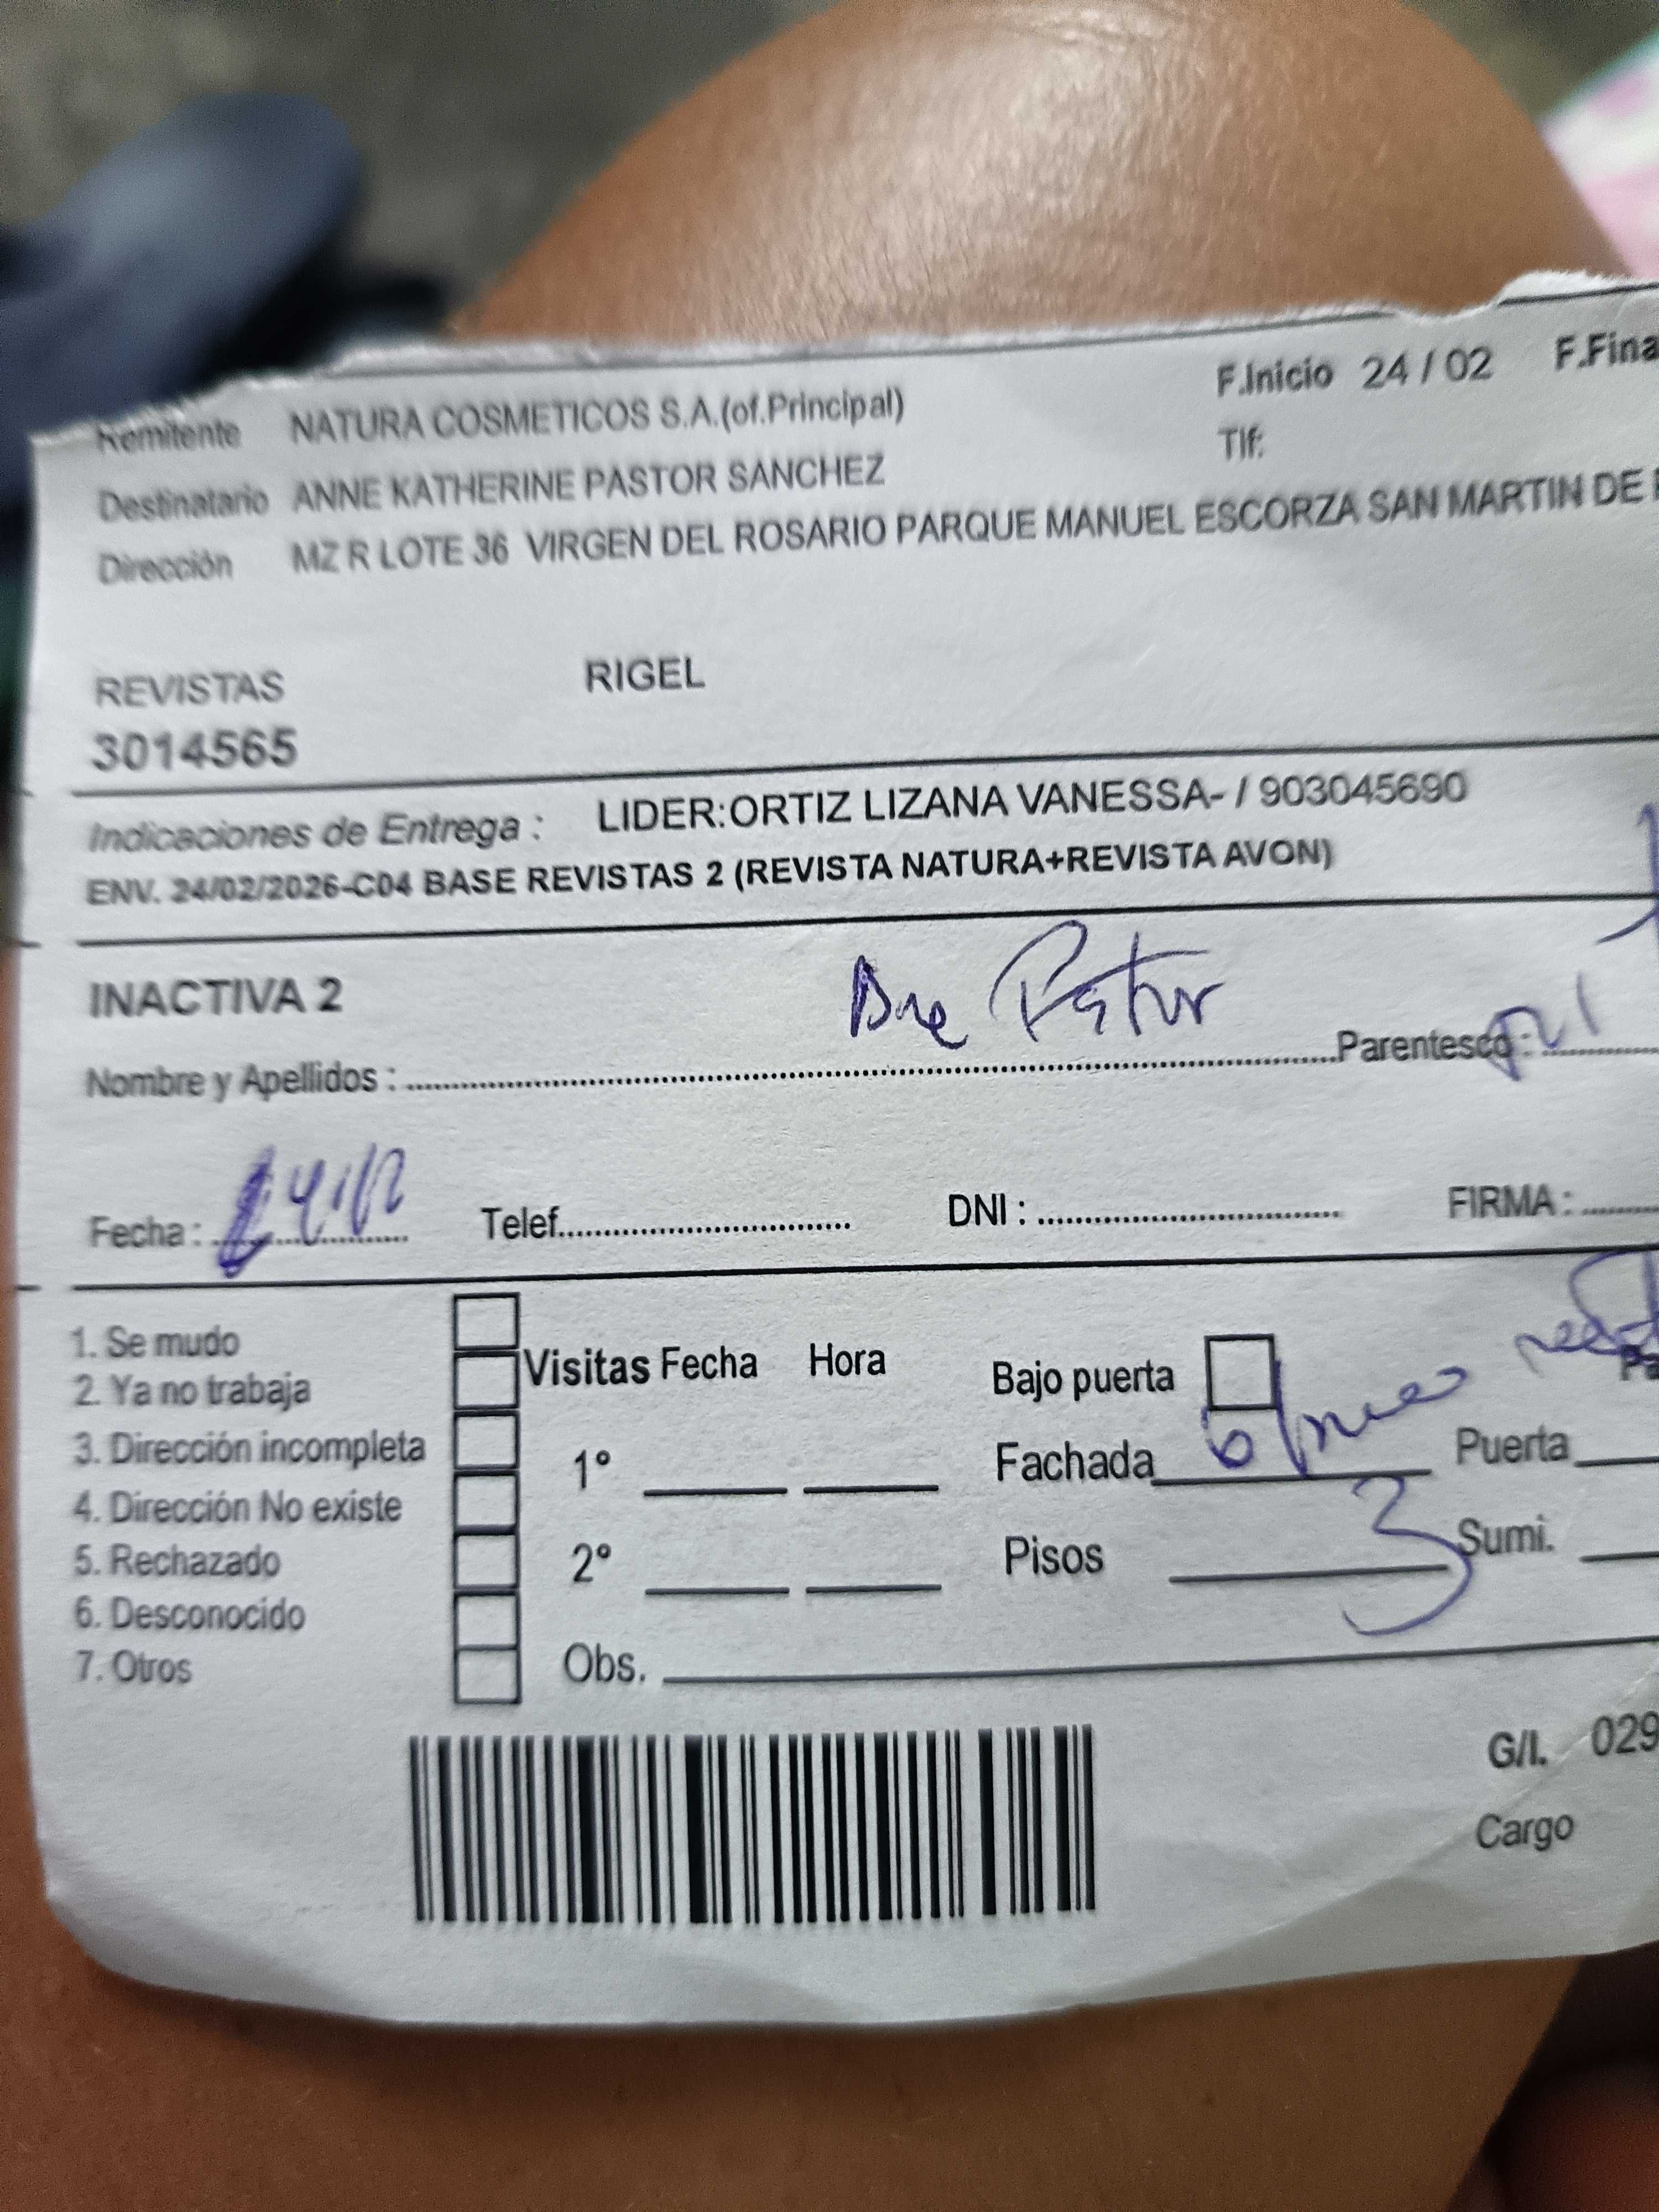 Remitente NATURA COSMETICOS S.A.(of.Principal) F.Inicio 24 / 02 F.Fina
Destinatario ANNE KATHERINE PASTOR SANCHEZ Tlf:
Dirección MZ R LOTE 36 VIRGEN DEL ROSARIO PARQUE MANUEL ESCORZA SAN MARTIN DE
REVISTAS RIGEL
3014565
Indicaciones de Entrega : LIDER:ORTIZ LIZANA VANESSA- / 903045690
ENV. 24/02/2026-C04 BASE REVISTAS 2 (REVISTA NATURA+REVISTA AVON)
INACTIVA 2
Nombre y Apellidos : Pastor Parentesco :
Fecha : Telef. DNI : FIRMA :
1. Se mudo
2. Ya no trabaja
3. Dirección incompleta
4. Dirección No existe
5. Rechazado
6. Desconocido
7. Otros
Visitas Fecha Hora Bajo puerta
1° Fachada Puerta
2° Pisos 3 Sumi.
Obs.
G/I. 029
Cargo